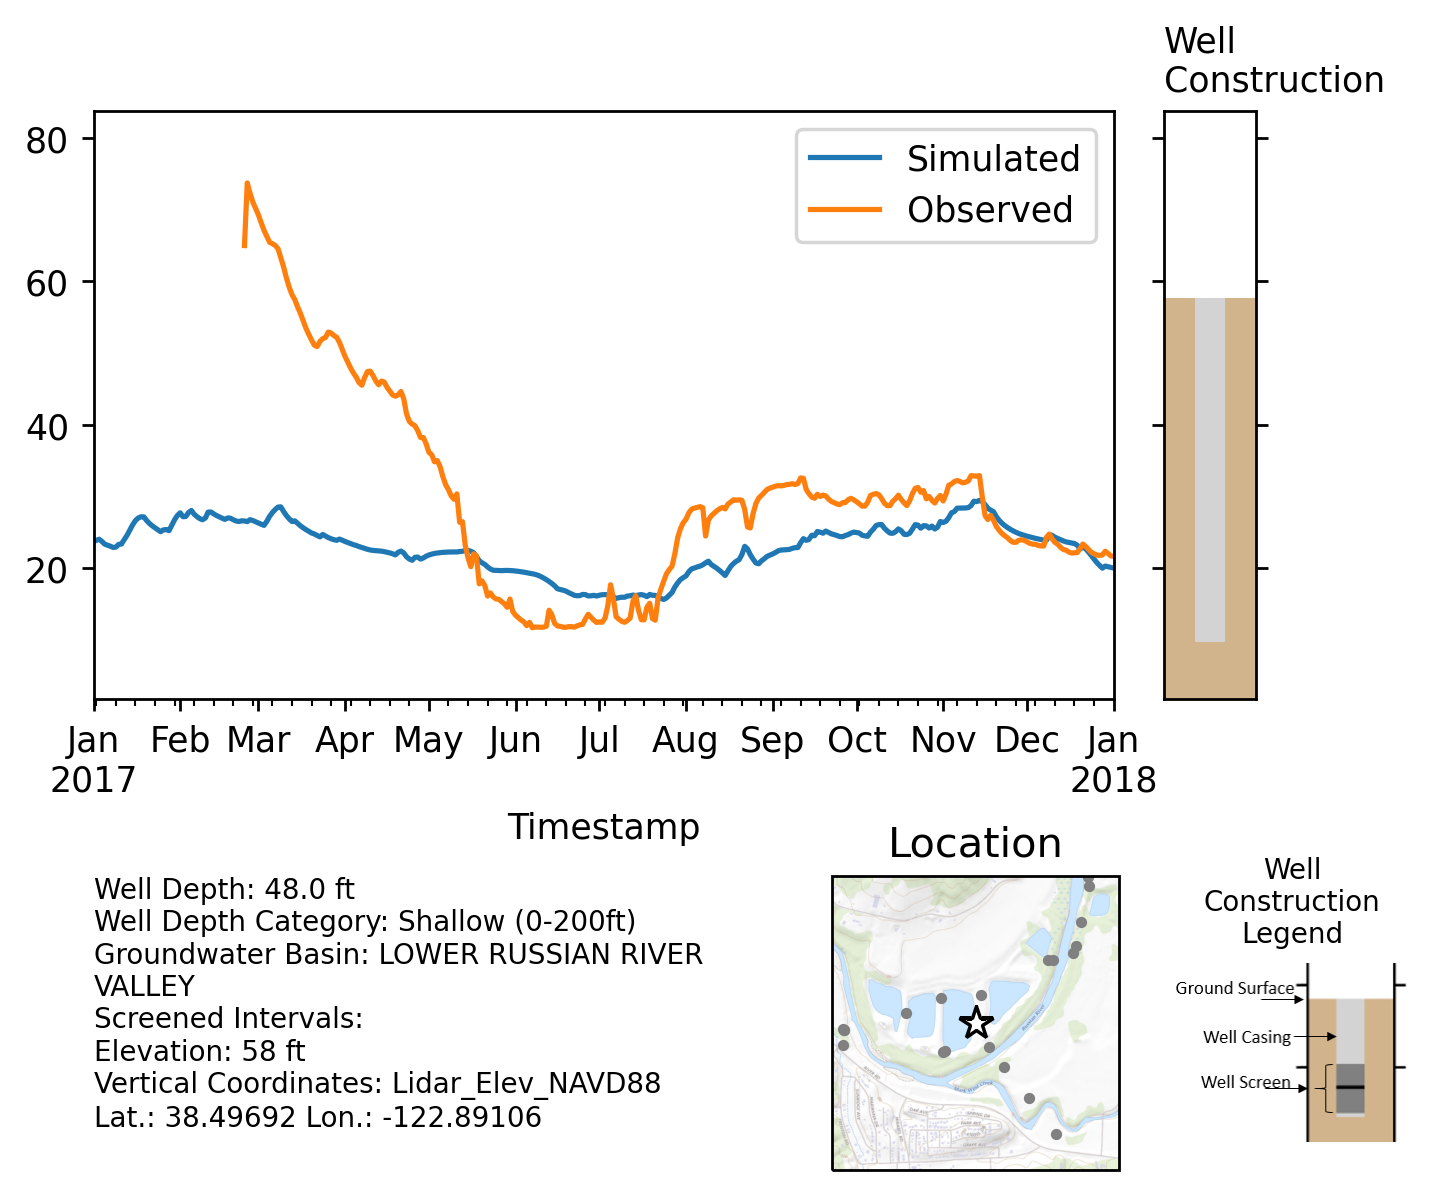 Well
Construction
80
60
40
20
Simulated
Observed
Jan Feb Mar Apr May Jun Jul Aug Sep Oct Nov Dec Jan
2017 2018
Timestamp
Well Depth: 48.0 ft
Well Depth Category: Shallow (0-200ft)
Groundwater Basin: LOWER RUSSIAN RIVER
VALLEY
Screened Intervals:
Elevation: 58 ft
Vertical Coordinates: Lidar_Elev_NAVD88
Lat.: 38.49692 Lon.: -122.89106
Location
Well
Construction
Legend
Ground Surface
Well Casing
Well Screen